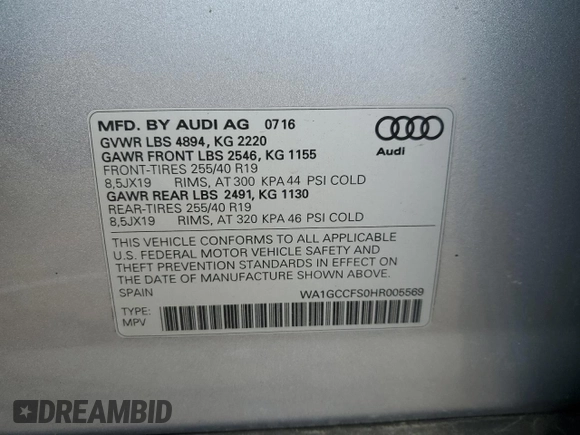 MFD. BY AUDI AG 0716
GVWR LBS 4894, KG 2220
GAWR FRONT LBS 2546, KG 1155
FRONT-TIRES 255/40 R19
8,5JX19 RIMS, AT 300 KPA 44 PSI COLD
GAWR REAR LBS 2491, KG 1130
REAR-TIRES 255/40 R19
8,5JX19 RIMS, AT 320 KPA 46 PSI COLD
Audi
THIS VEHICLE CONFORMS TO ALL APPLICABLE
U.S. FEDERAL MOTOR VEHICLE SAFETY AND
THEFT PREVENTION STANDARDS IN EFFECT ON
THE DATE OF MANUFACTURE SHOWN ABOVE.
SPAIN WA1GCCFS0HR005569
TYPE:
MPV
DREAMBID